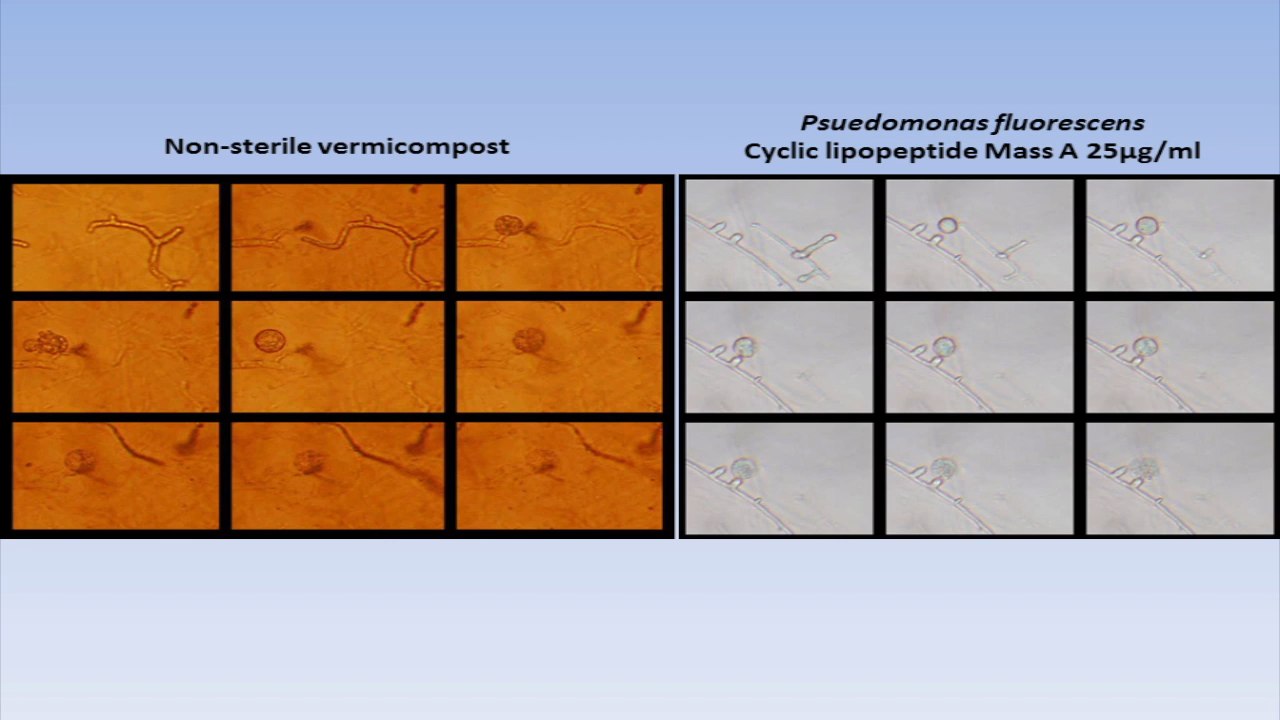 Non-sterile vermicompost
Psuedomonas fluorescens
Cyclic lipopeptide Mass A 25µg/ml